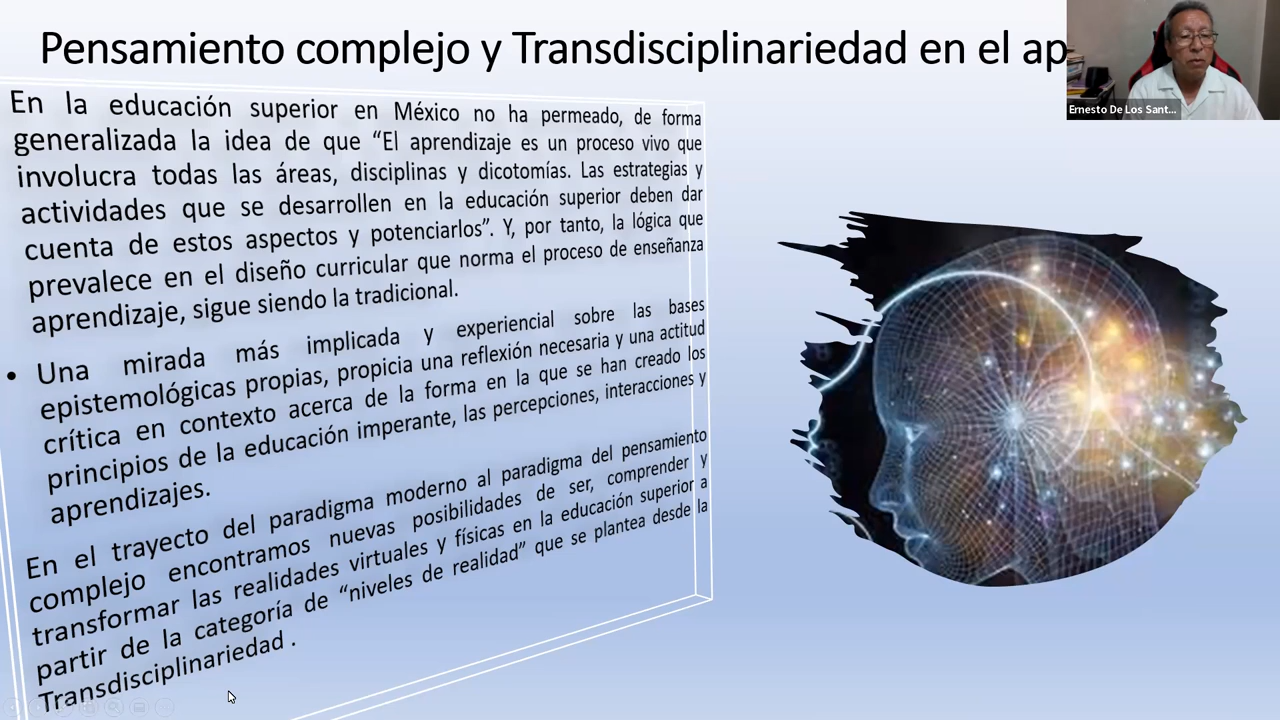 Pensamiento complejo y Transdisciplinariedad en el ap
Ernesto De Los Sant...
En la educación superior en México no ha permeado, de forma
generalizada la idea de que “El aprendizaje es un proceso vivo que
involucra todas las áreas, disciplinas y dicotomías. Las estrategias y
actividades que se desarrollen en la educación superior deben dar
cuenta de estos aspectos y potenciarlos”. Y, por tanto, la lógica que
prevalece en el diseño curricular que norma el proceso de enseñanza
aprendizaje, sigue siendo la tradicional.
• Una mirada más implicada y experiencial sobre las bases
epistemológicas propias, propicia una reflexión necesaria y una actitud
crítica en contexto acerca de la forma en la que se han creado los
principios de la educación imperante, las percepciones, interacciones y
aprendizajes.
En el trayecto del paradigma moderno al paradigma del pensamiento
complejo encontramos nuevas posibilidades de ser, comprender y
transformar las realidades virtuales y físicas en la educación superior a
partir de la categoría de “niveles de realidad” que se plantea desde la
Transdisciplinariedad .